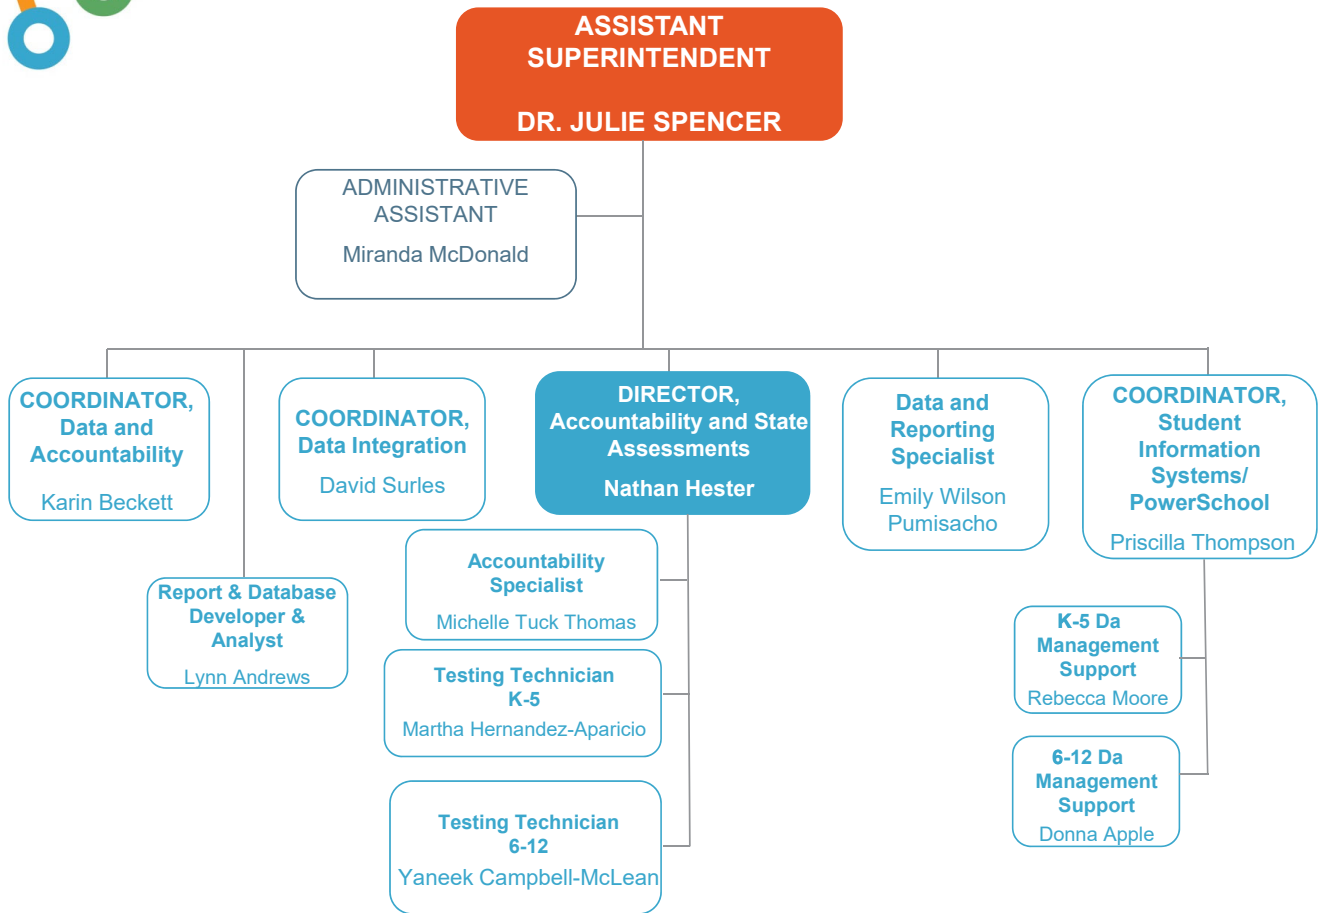 ASSISTANT
SUPERINTENDENT
DR. JULIE SPENCER
ADMINISTRATIVE
ASSISTANT
Miranda McDonald
COORDINATOR,
Data and
Accountability
Karin Beckett
Report & Database
Developer &
Analyst
Lynn Andrews
COORDINATOR,
Data Integration
David Surles
DIRECTOR,
Accountability and State
Assessments
Nathan Hester
Accountability
Specialist
Michelle Tuck Thomas
Testing Technician
K-5
Martha Hernandez-Aparicio
Testing Technician
6-12
Yaneek Campbell-McLean
Data and
Reporting
Specialist
Emily Wilson
Pumisacho
COORDINATOR,
Student
Information
Systems/
PowerSchool
Priscilla Thompson
K-5 Da
Management
Support
Rebecca Moore
6-12 Da
Management
Support
Donna Apple